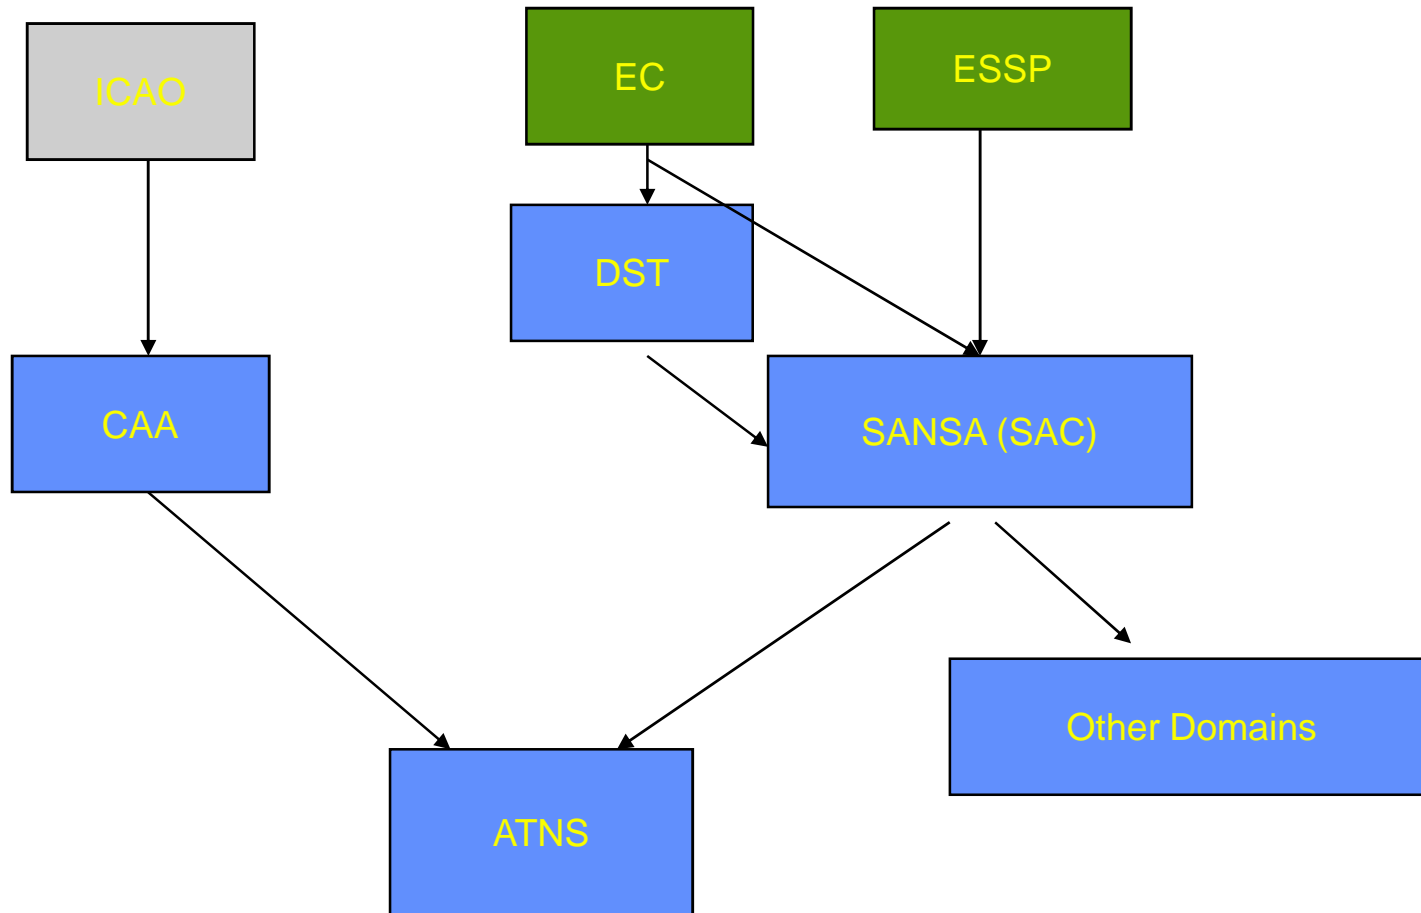 ICAO
EC
ESSP
DST
CAA
SANSA (SAC)
Other Domains
ATNS